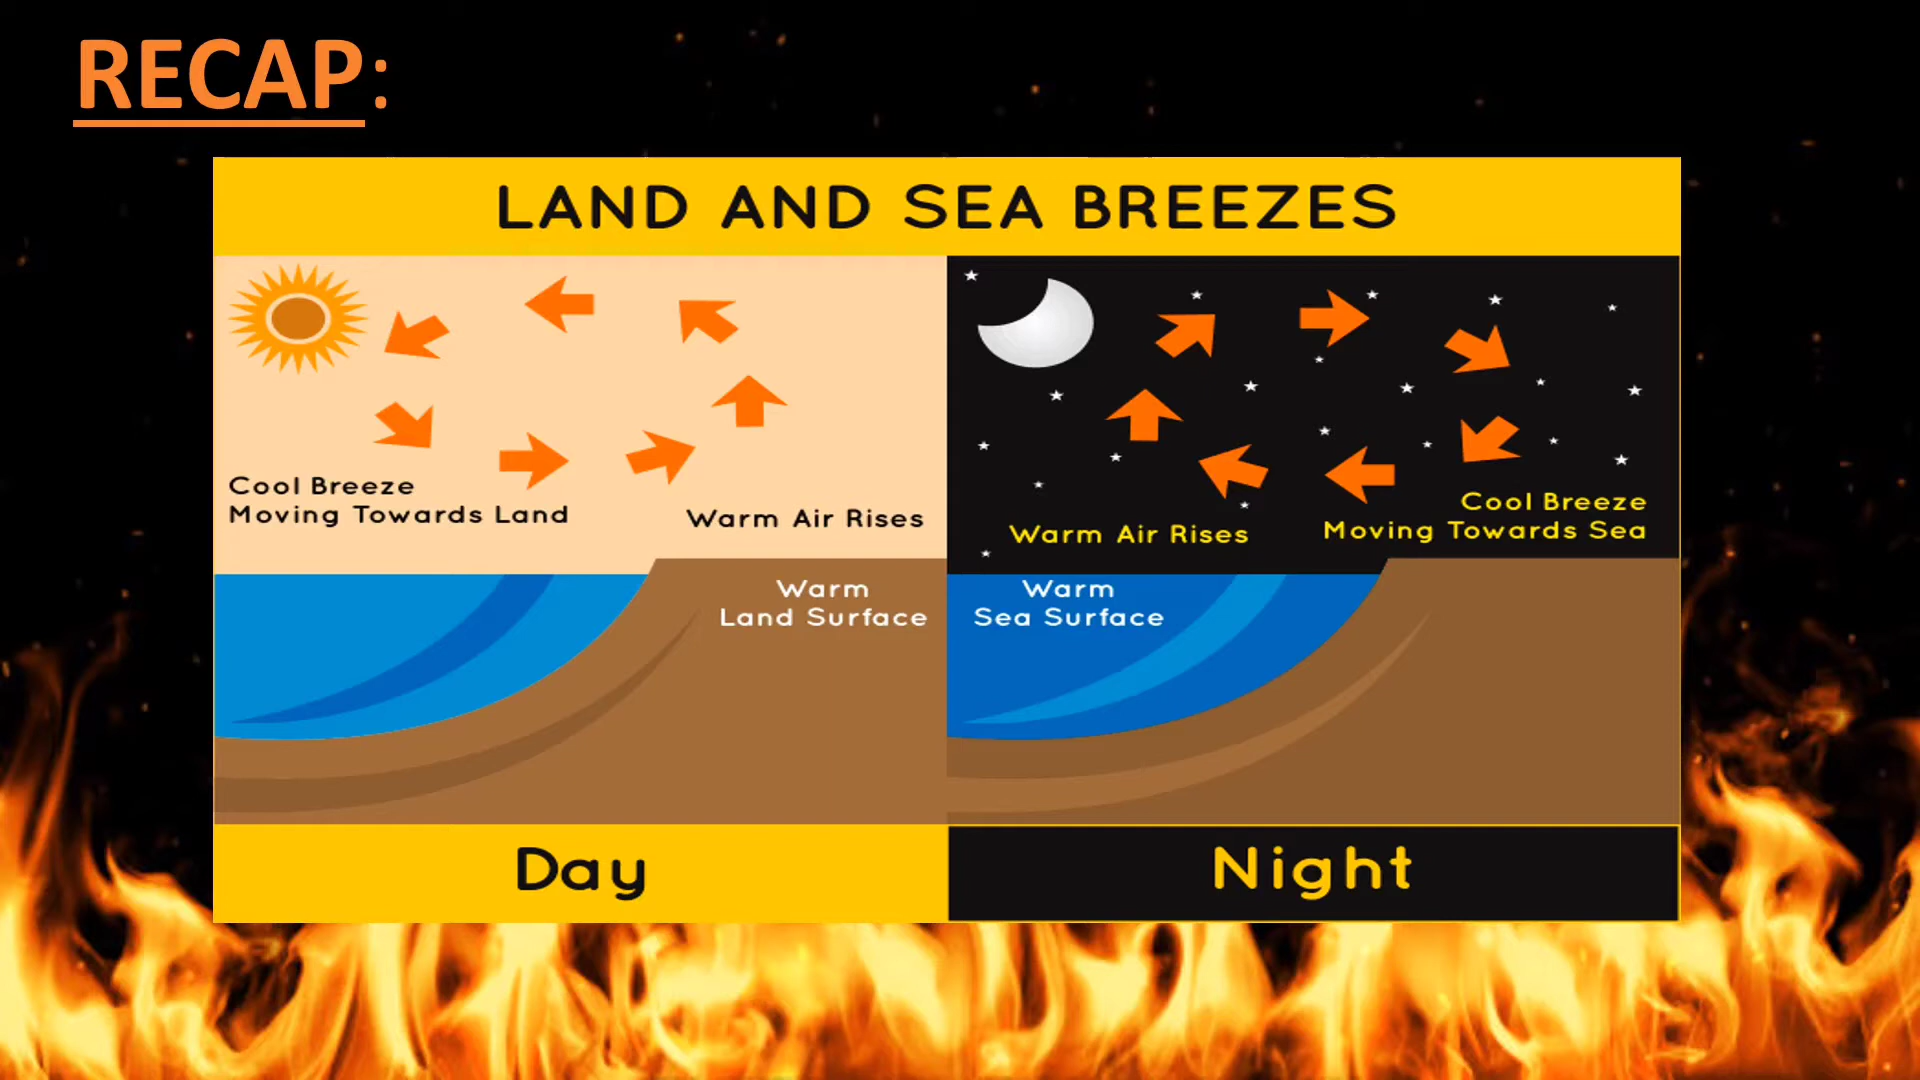 RECAP:
LAND AND SEA BREEZES
Cool Breeze
Moving Towards Land
Warm Air Rises
Warm
Land Surface
Day
Warm Air Rises
Cool Breeze
Moving Towards Sea
Warm
Sea Surface
Night